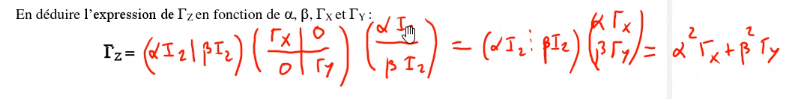 En déduire l’expression de Γ_Z en fonction de α, β, Γ_X et Γ_Y :
Γ_Z = (αI₂ | βI₂) (Γ_X | 0 / 0 | Γ_Y) (αI₂ / βI₂) = (αI₂ ⋮ βI₂) (αΓ_X / βΓ_Y) = α²Γ_X + β²Γ_Y